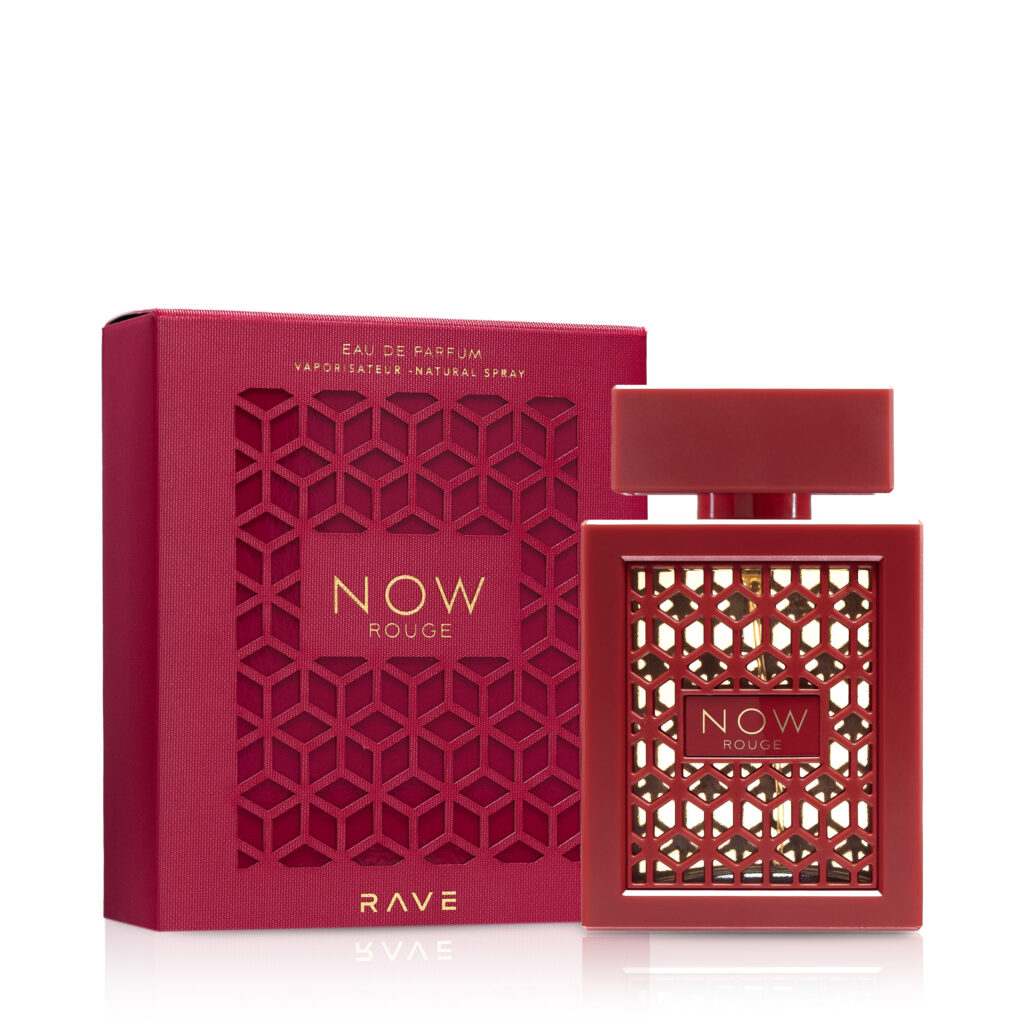 EAU DE PARFUM
VAPORISATEUR -NATURAL SPRAY
NOW
ROUGE
RAVE
NOW
ROUGE